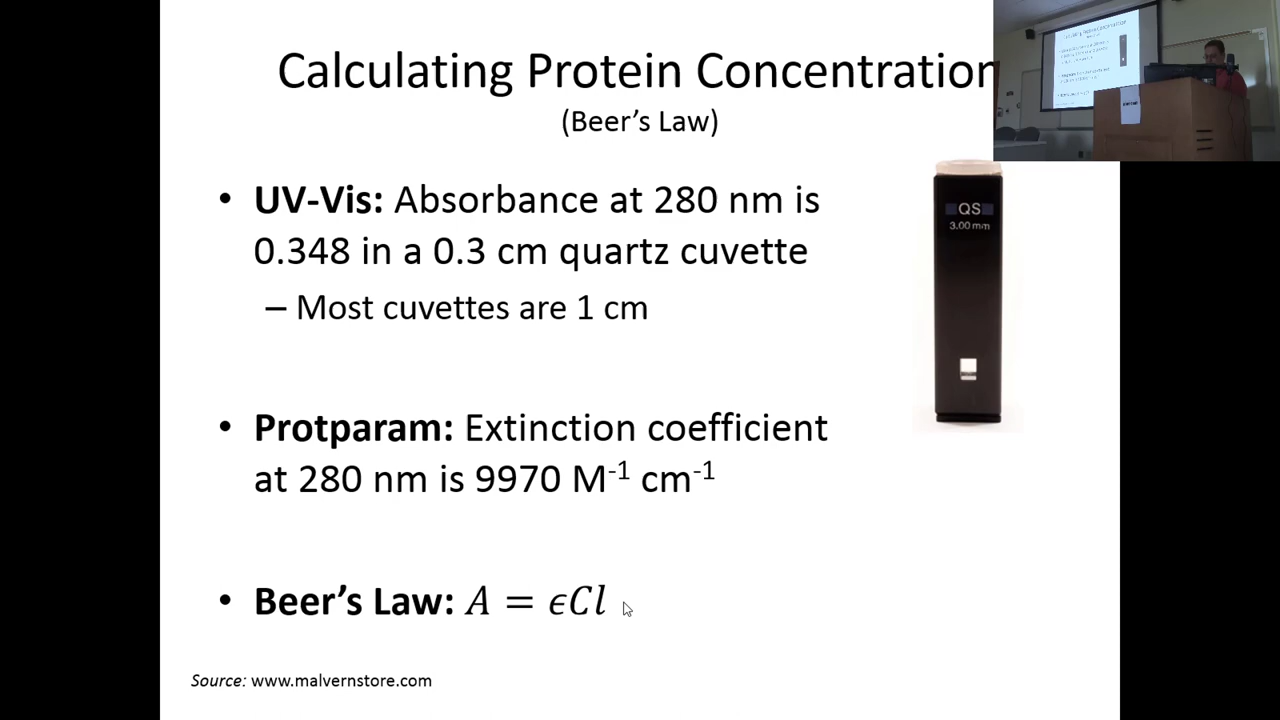 Calculating Protein Concentration
(Beer's Law)
• UV-Vis: Absorbance at 280 nm is
0.348 in a 0.3 cm quartz cuvette
– Most cuvettes are 1 cm
QS
3.00 mm
• Protparam: Extinction coefficient
at 280 nm is 9970 M⁻¹ cm⁻¹
• Beer's Law: A = ϵCl
Source: www.malvernstore.com